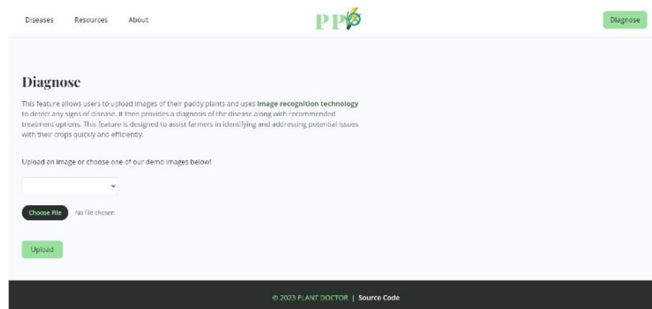 Diseases Resources About PP Diagnose
Diagnose
This feature allows users to upload images of their paddy plants and uses image recognition technology
to detect any signs of disease. It then provides a diagnosis of the disease along with recommended
treatment options. This feature is designed to assist farmers in identifying and addressing potential issues
with their crops quickly and efficiently.
Upload an image or choose one of our demo images below!
Choose File No file chosen
Upload
© 2023 PLANT DOCTOR | Source Code